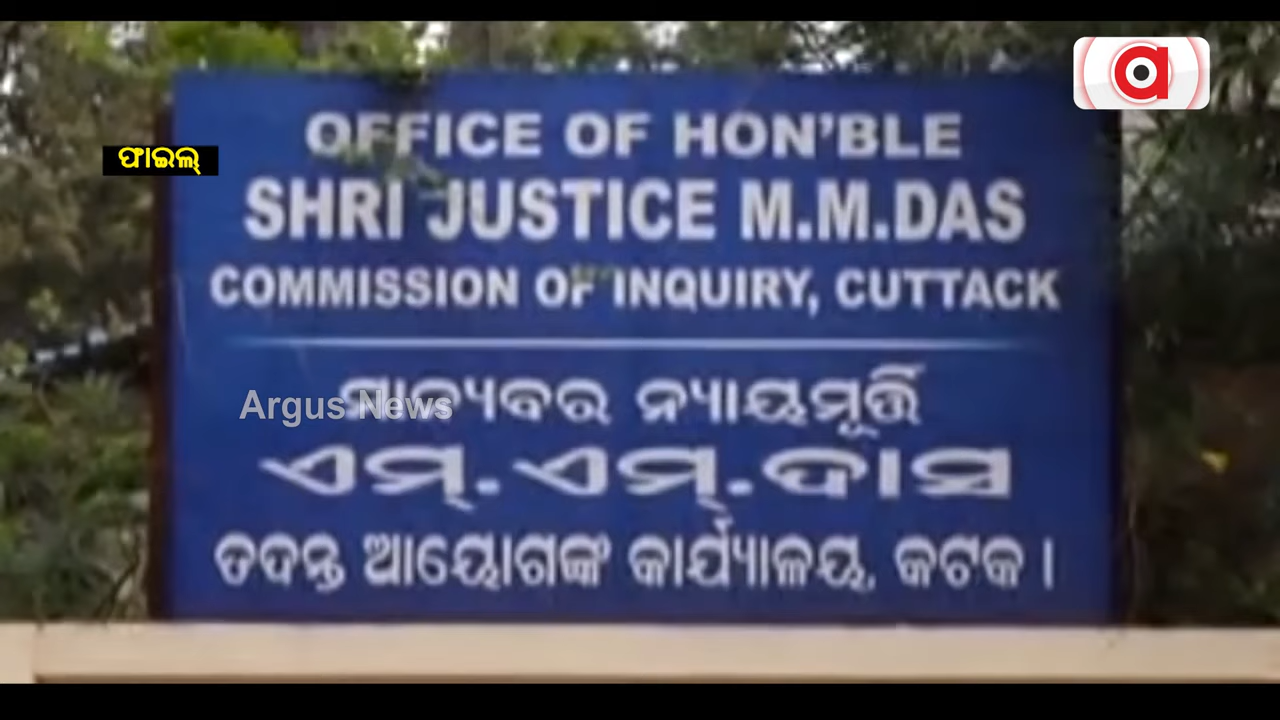 ଫାଇଲ୍
OFFICE OF HON'BLE
SHRI JUSTICE M.M.DAS
COMMISSION OF INQUIRY, CUTTACK
Argus News
ମାନ୍ୟବର ନ୍ୟାୟମୂର୍ତ୍ତି
ଏମ୍.ଏମ୍.ଦାସ
ତଦନ୍ତ ଆୟୋଗଙ୍କ କାର୍ଯ୍ୟାଳୟ, କଟକ ।